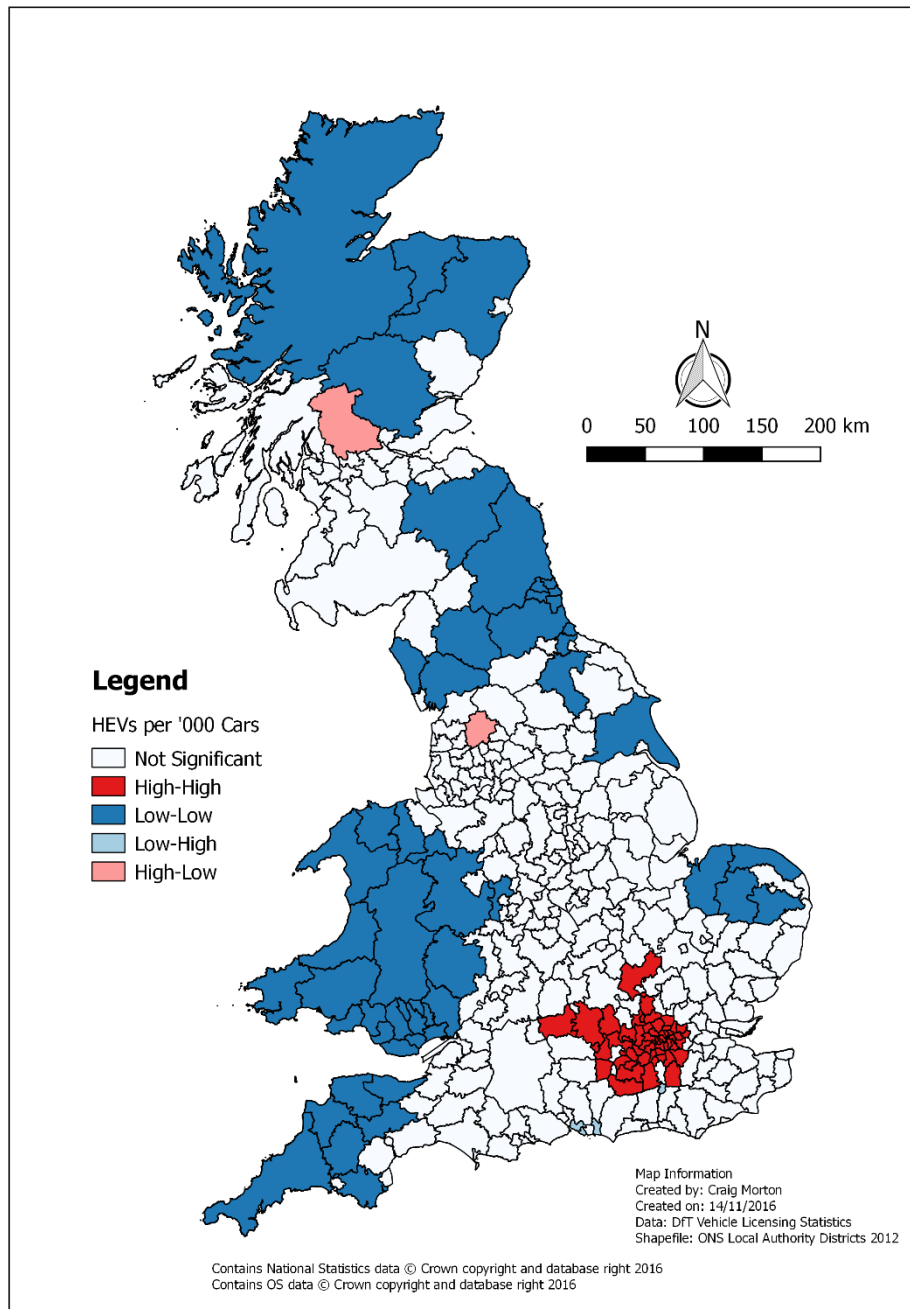 N
0 50 100 150 200 km
Legend
HEVs per '000 Cars
Not Significant
High-High
Low-Low
Low-High
High-Low
Map Information
Created by: Craig Morton
Created on: 14/11/2016
Data: DfT Vehicle Licensing Statistics
Shapefile: ONS Local Authority Districts 2012
Contains National Statistics data © Crown copyright and database right 2016
Contains OS data © Crown copyright and database right 2016